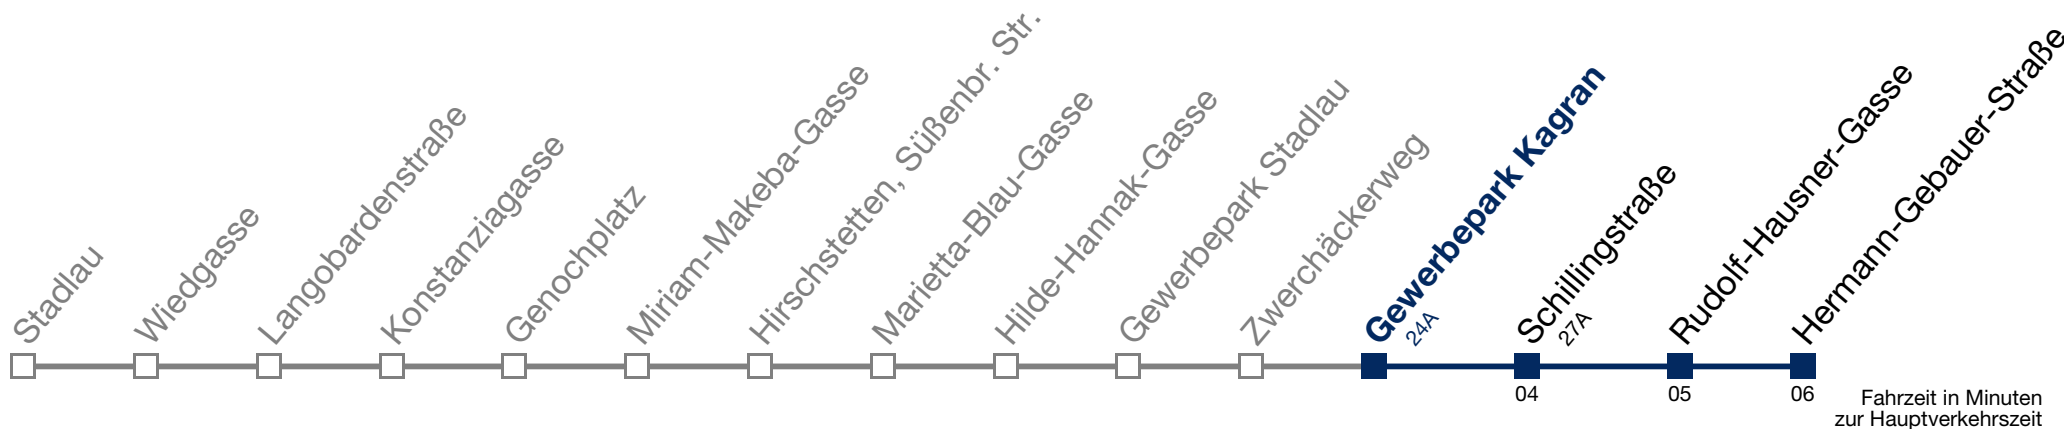 Stadlau
Wiedgasse
Langobardenstraße
Konstanziagasse
Genochplatz
Miriam-Makeba-Gasse
Hirschstetten, Süßenbr. Str.
Marietta-Blau-Gasse
Hilde-Hannak-Gasse
Gewerbepark Stadlau
Zwerchäckerweg
Gewerbepark Kagran
24A
Schillingstraße
27A
Rudolf-Hausner-Gasse
Hermann-Gebauer-Straße
04
05
06
Fahrzeit in Minuten
zur Hauptverkehrszeit